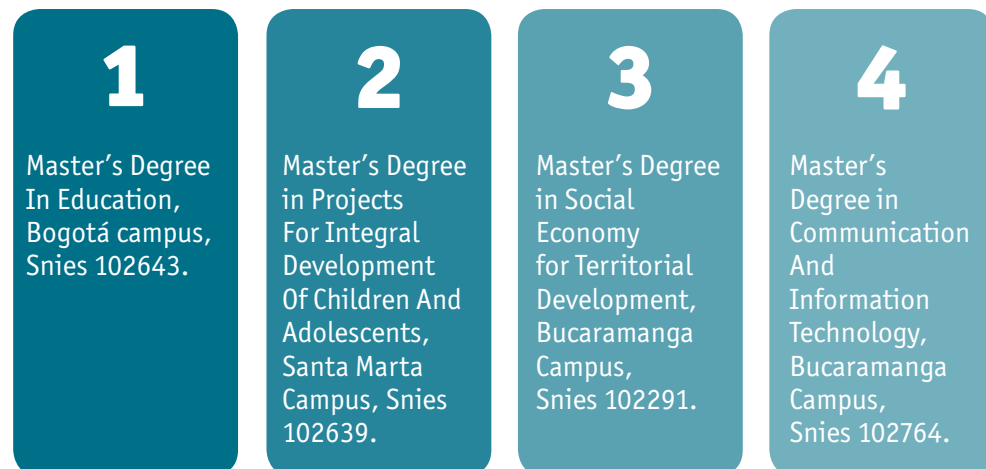 1
Master’s Degree
In Education,
Bogotá campus,
Snies 102643.
2
Master’s Degree
in Projects
For Integral
Development
Of Children And
Adolescents,
Santa Marta
Campus, Snies
102639.
3
Master’s Degree
in Social
Economy
for Territorial
Development,
Bucaramanga
Campus,
Snies 102291.
4
Master’s
Degree in
Communication
And
Information
Technology,
Bucaramanga
Campus,
Snies 102764.